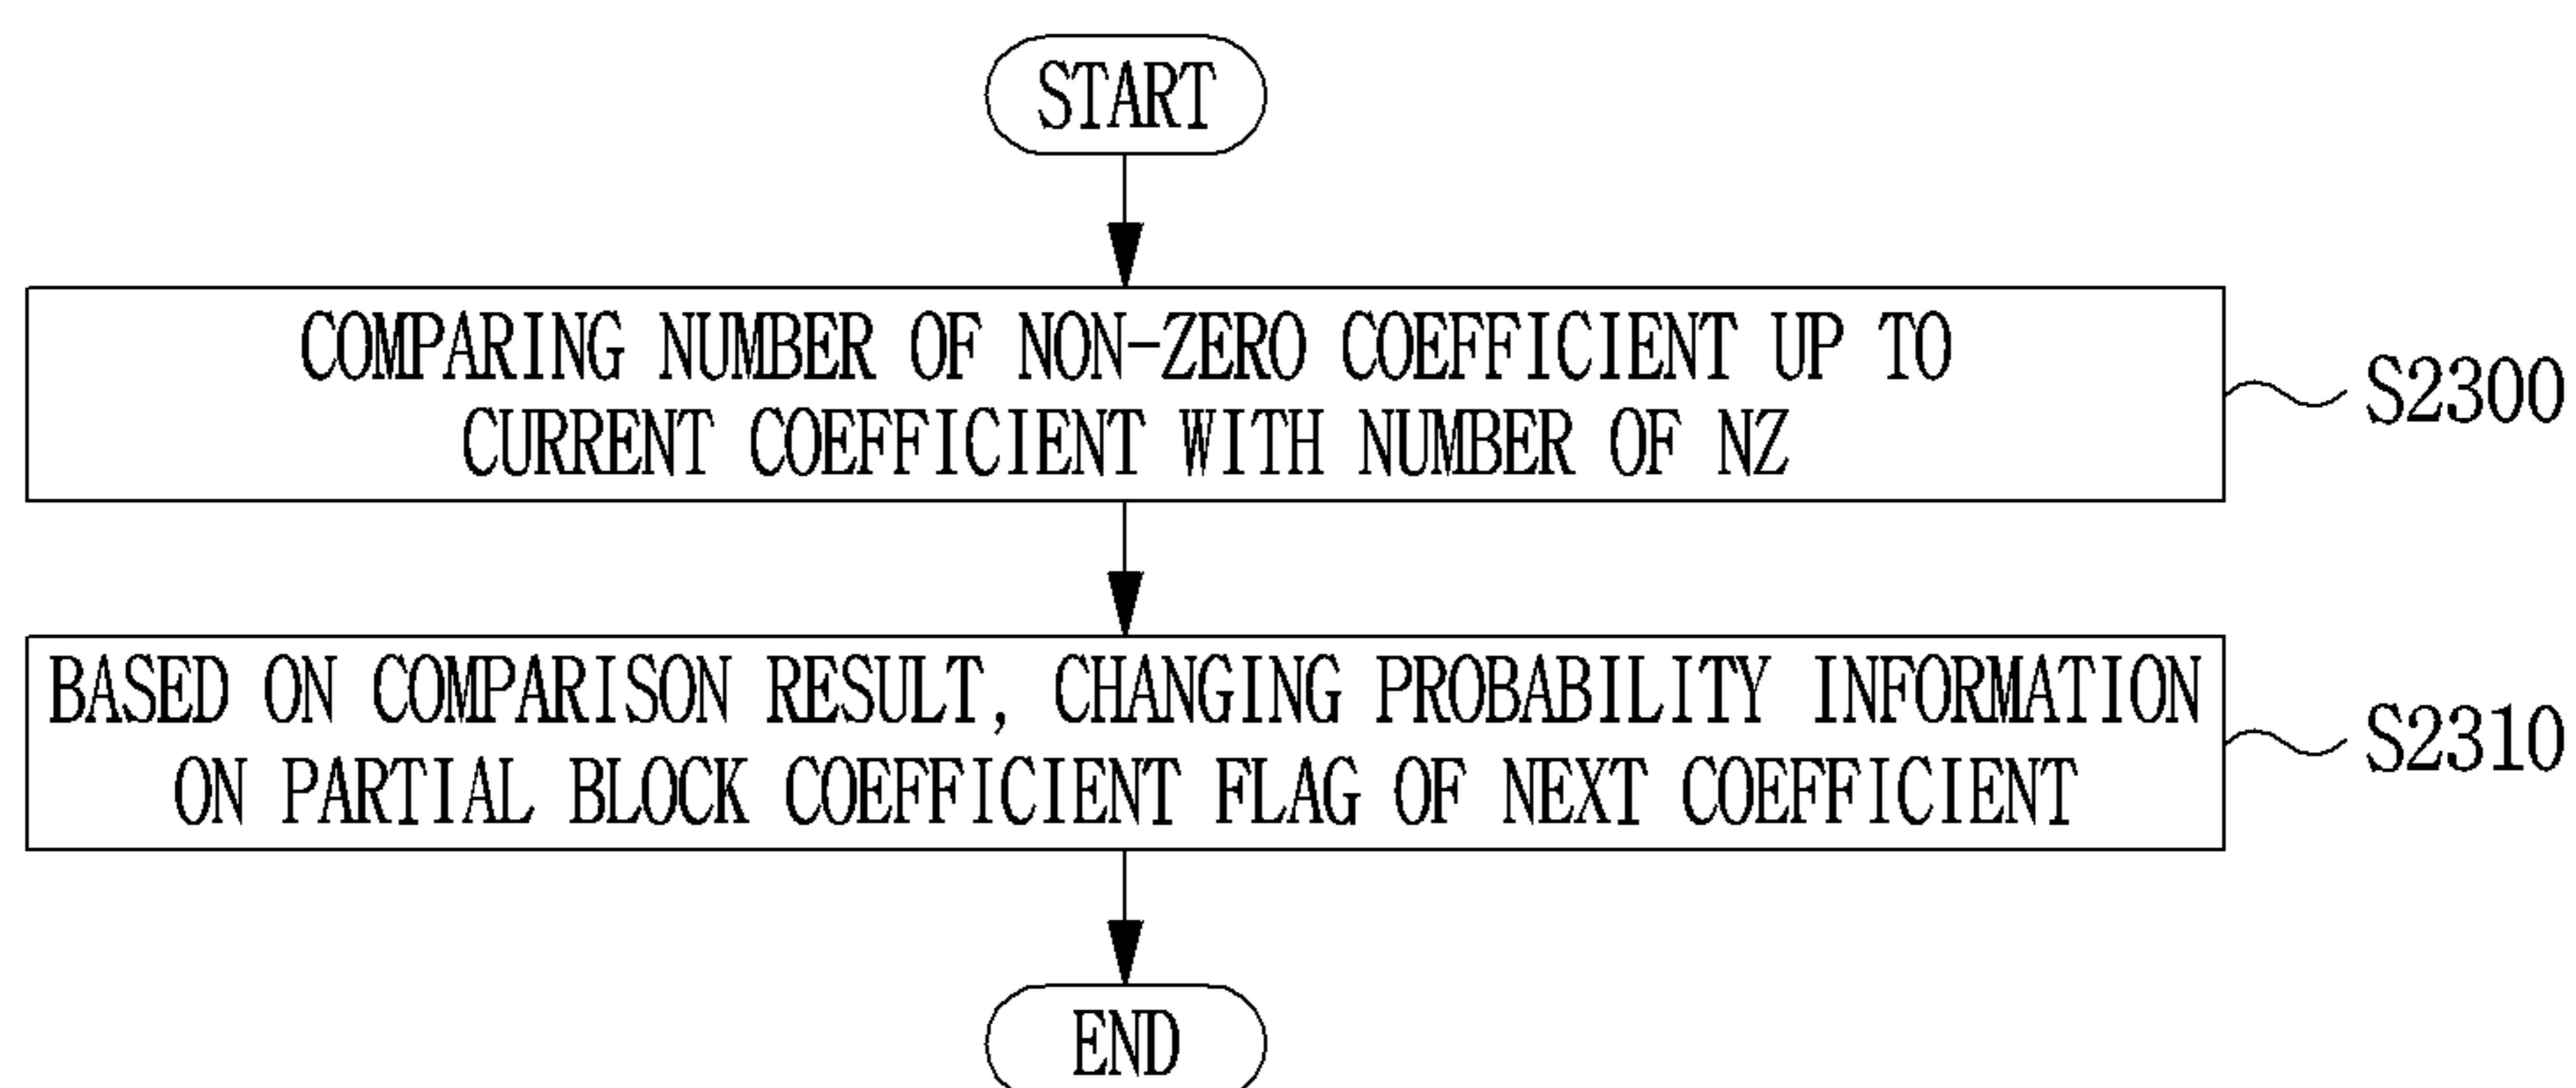 START
COMPARING NUMBER OF NON-ZERO COEFFICIENT UP TO
CURRENT COEFFICIENT WITH NUMBER OF NZ
S2300
BASED ON COMPARISON RESULT, CHANGING PROBABILITY INFORMATION
ON PARTIAL BLOCK COEFFICIENT FLAG OF NEXT COEFFICIENT
S2310
END